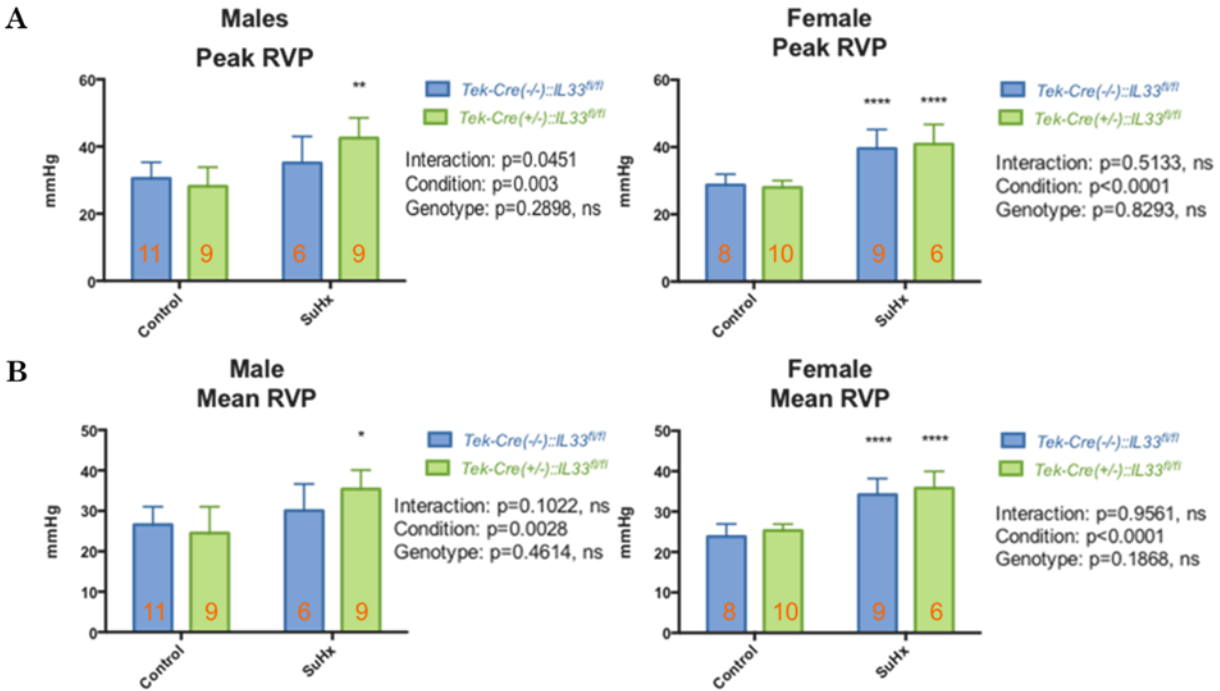 A
Males
Peak RVP
mmHg
60
40
20
0
**
11
9
6
9
Control
SuHx
Tek-Cre(-/-)::IL33fl/fl
Tek-Cre(+/-)::IL33fl/fl
Interaction: p=0.0451
Condition: p=0.003
Genotype: p=0.2898, ns
Female
Peak RVP
mmHg
60
40
20
0
**** ****
8
10
9
6
Control
SuHx
Tek-Cre(-/-)::IL33fl/fl
Tek-Cre(+/-)::IL33fl/fl
Interaction: p=0.5133, ns
Condition: p<0.0001
Genotype: p=0.8293, ns
B
Male
Mean RVP
mmHg
50
40
30
20
10
0
*
11
9
6
9
Control
SuHx
Tek-Cre(-/-)::IL33fl/fl
Tek-Cre(+/-)::IL33fl/fl
Interaction: p=0.1022, ns
Condition: p=0.0028
Genotype: p=0.4614, ns
Female
Mean RVP
mmHg
50
40
30
20
10
0
**** ****
8
10
9
6
Control
SuHx
Tek-Cre(-/-)::IL33fl/fl
Tek-Cre(+/-)::IL33fl/fl
Interaction: p=0.9561, ns
Condition: p<0.0001
Genotype: p=0.1868, ns